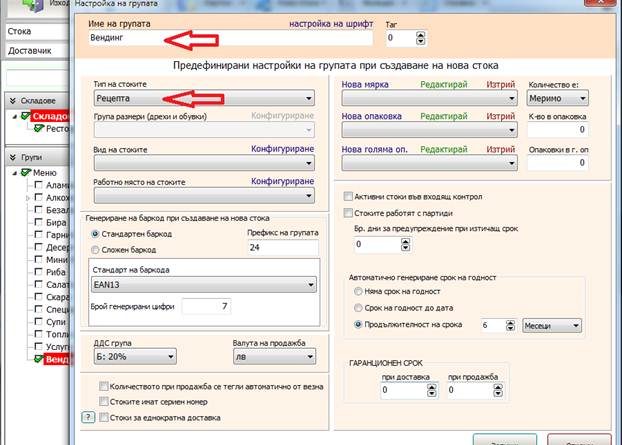 Изход
Настройка на групата
Стока
Доставчик
Складове
Складов
Ресто
Групи
Меню
Алами
Алкох
Безал
Бира
Гарни
Десер
Мини
Риба
Салат
Скара
Специ
Супи
Топли
Услуг
Венд
Име на групата настройка на шрифт Таг
Вендинг 0
Предефинирани настройки на групата при създаване на нова стока
Тип на стоките
Рецепта
Група размери (дрехи и обувки) Конфигуриране
Вид на стоките Конфигуриране
Работно място на стоките Конфигуриране
Генериране на баркод при създаване на нова стока
Стандартен баркод Префикс на групата
Сложен баркод 24
Стандарт на баркода
EAN13
Брой генерирани цифри 7
ДДС група Валута на продажба
Б: 20% лв
Количеството при продажба се тегли автоматично от везна
Стоките имат сериен номер
? Стоки за еднократна доставка
Нова мярка Редактирай Изтрий Количество е:
Меримо
Нова опаковка Редактирай Изтрий К-во в опаковка
0
Нова голяма оп. Редактирай Изтрий Опаковки в г. оп
0
Активни стоки във входящ контрол
Стоките работят с партиди
Бр. дни за предупреждение при изтичащ срок
0
Автоматично генериране срок на годност
Няма срок на годност
Срок на годност до дата
Продължителност на срока 6 Месеци
ГАРАНЦИОНЕН СРОК
при доставка при продажба
0 0